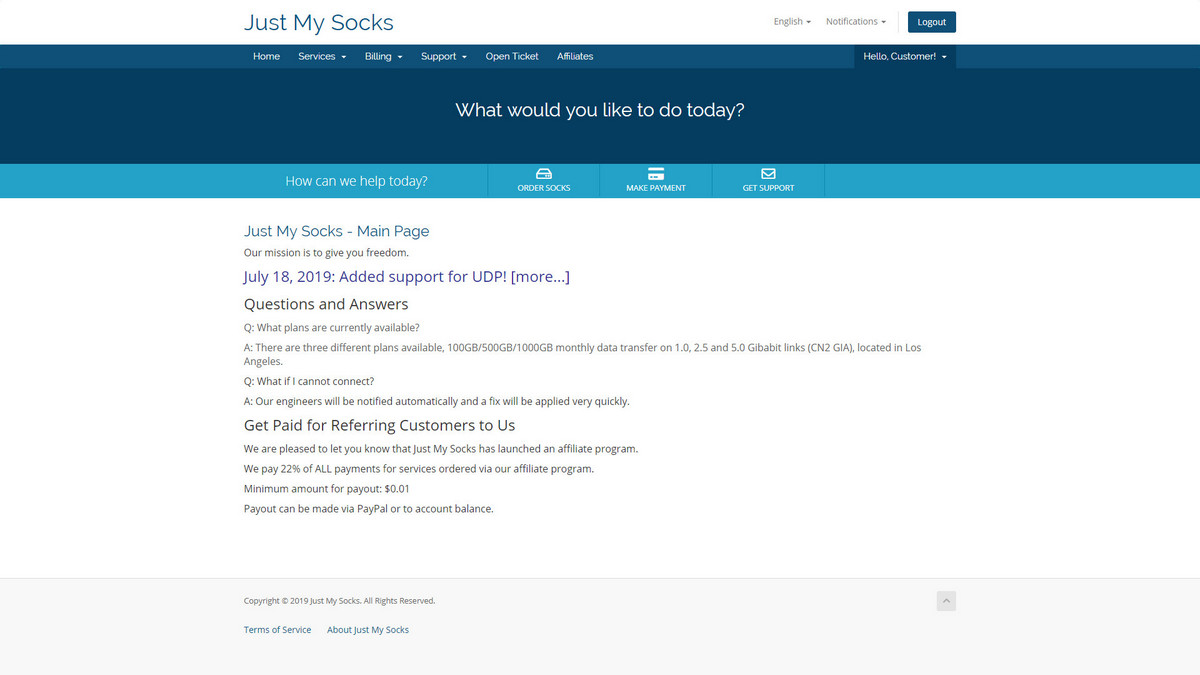 Just My Socks
English
Notifications
Logout
Home
Services
Billing
Support
Open Ticket
Affiliates
Hello, Customer!
What would you like to do today?
How can we help today?
ORDER SOCKS
MAKE PAYMENT
GET SUPPORT
Just My Socks - Main Page
Our mission is to give you freedom.
July 18, 2019: Added support for UDP! [more...]
Questions and Answers
Q: What plans are currently available?
A: There are three different plans available, 100GB/500GB/1000GB monthly data transfer on 1.0, 2.5 and 5.0 Gibabit links (CN2 GIA), located in Los
Angeles.
Q: What if I cannot connect?
A: Our engineers will be notified automatically and a fix will be applied very quickly.
Get Paid for Referring Customers to Us
We are pleased to let you know that Just My Socks has launched an affiliate program.
We pay 22% of ALL payments for services ordered via our affiliate program.
Minimum amount for payout: $0.01
Payout can be made via PayPal or to account balance.
Copyright © 2019 Just My Socks. All Rights Reserved.
Terms of Service
About Just My Socks